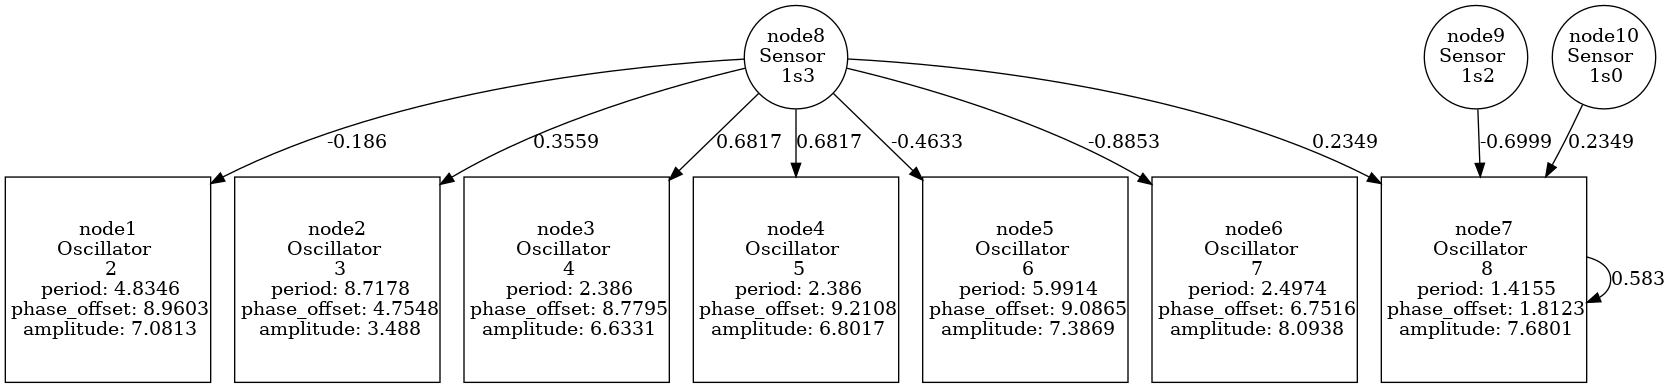 node8
Sensor
1s3
node9
Sensor
1s2
node10
Sensor
1s0
-0.186
0.3559
0.6817
0.6817
-0.4633
-0.8853
0.2349
-0.6999
0.2349
node1
Oscillator
2
period: 4.8346
phase_offset: 8.9603
amplitude: 7.0813
node2
Oscillator
3
period: 8.7178
phase_offset: 4.7548
amplitude: 3.488
node3
Oscillator
4
period: 2.386
phase_offset: 8.7795
amplitude: 6.6331
node4
Oscillator
5
period: 2.386
phase_offset: 9.2108
amplitude: 6.8017
node5
Oscillator
6
period: 5.9914
phase_offset: 9.0865
amplitude: 7.3869
node6
Oscillator
7
period: 2.4974
phase_offset: 6.7516
amplitude: 8.0938
node7
Oscillator
8
period: 1.4155
phase_offset: 1.8123
amplitude: 7.6801
0.583